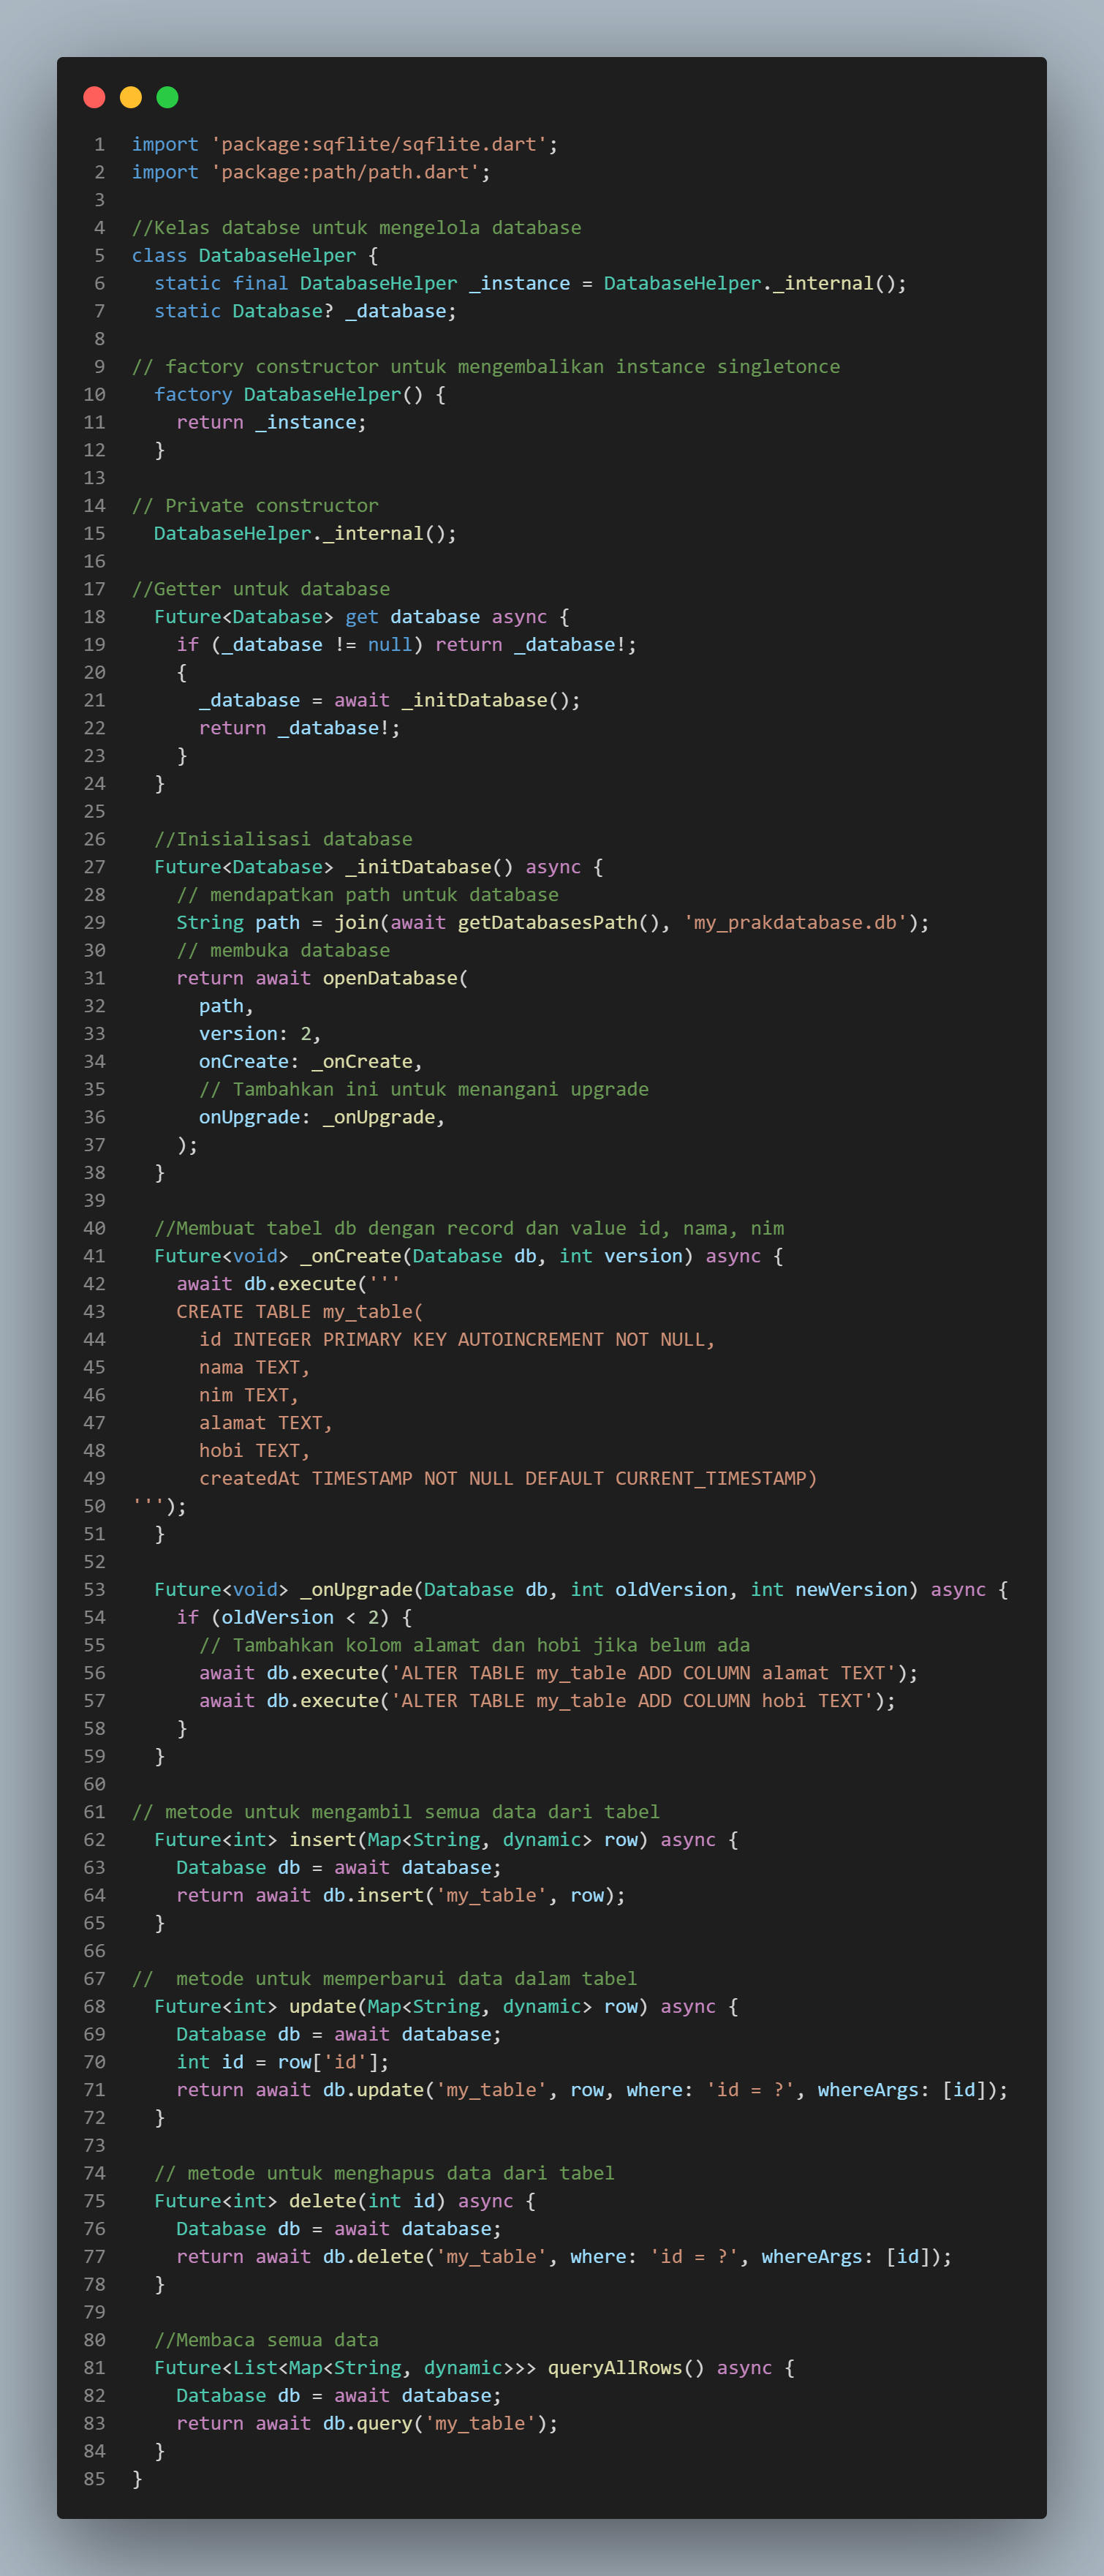 1 import 'package:sqflite/sqflite.dart';
2 import 'package:path/path.dart';
3
4 //Kelas databse untuk mengelola database
5 class DatabaseHelper {
6   static final DatabaseHelper _instance = DatabaseHelper._internal();
7   static Database? _database;
8
9 // factory constructor untuk mengembalikan instance singletonce
10   factory DatabaseHelper() {
11     return _instance;
12   }
13
14 // Private constructor
15   DatabaseHelper._internal();
16
17 //Getter untuk database
18   Future<Database> get database async {
19     if (_database != null) return _database!;
20     {
21       _database = await _initDatabase();
22       return _database!;
23     }
24   }
25
26   //Inisialisasi database
27   Future<Database> _initDatabase() async {
28     // mendapatkan path untuk database
29     String path = join(await getDatabasesPath(), 'my_prakdatabase.db');
30     // membuka database
31     return await openDatabase(
32       path,
33       version: 2,
34       onCreate: _onCreate,
35       // Tambahkan ini untuk menangani upgrade
36       onUpgrade: _onUpgrade,
37     );
38   }
39
40   //Membuat tabel db dengan record dan value id, nama, nim
41   Future<void> _onCreate(Database db, int version) async {
42     await db.execute('''
43     CREATE TABLE my_table(
44       id INTEGER PRIMARY KEY AUTOINCREMENT NOT NULL,
45       nama TEXT,
46       nim TEXT,
47       alamat TEXT,
48       hobi TEXT,
49       createdAt TIMESTAMP NOT NULL DEFAULT CURRENT_TIMESTAMP)
50 ''');
51   }
52
53   Future<void> _onUpgrade(Database db, int oldVersion, int newVersion) async {
54     if (oldVersion < 2) {
55       // Tambahkan kolom alamat dan hobi jika belum ada
56       await db.execute('ALTER TABLE my_table ADD COLUMN alamat TEXT');
57       await db.execute('ALTER TABLE my_table ADD COLUMN hobi TEXT');
58     }
59   }
60
61 // metode untuk mengambil semua data dari tabel
62   Future<int> insert(Map<String, dynamic> row) async {
63     Database db = await database;
64     return await db.insert('my_table', row);
65   }
66
67 //  metode untuk memperbarui data dalam tabel
68   Future<int> update(Map<String, dynamic> row) async {
69     Database db = await database;
70     int id = row['id'];
71     return await db.update('my_table', row, where: 'id = ?', whereArgs: [id]);
72   }
73
74   // metode untuk menghapus data dari tabel
75   Future<int> delete(int id) async {
76     Database db = await database;
77     return await db.delete('my_table', where: 'id = ?', whereArgs: [id]);
78   }
79
80   //Membaca semua data
81   Future<List<Map<String, dynamic>>> queryAllRows() async {
82     Database db = await database;
83     return await db.query('my_table');
84   }
85 }